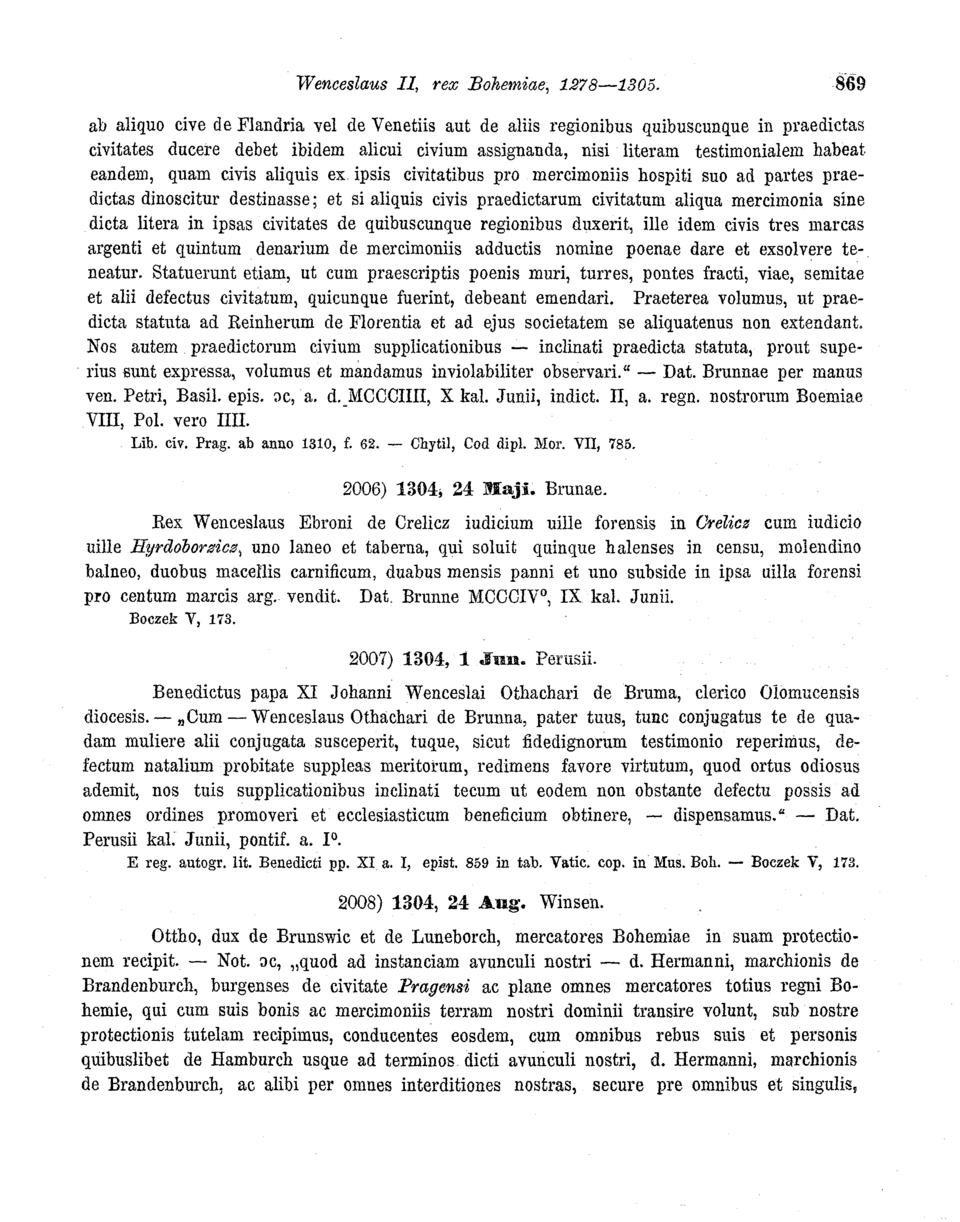 Wenceslaus II, rex Bohemiae, 1278—1305. 869
ab aliquo cive de Flandria vel de Venetiis aut de aliis regionibus quibuscunque in praedictas
civitates ducere debet ibidem alicui civium assignanda, nisi literam testimonialem habeat
eandem, quam civis aliquis ex ipsis civitatibus pro mercimoniis hospiti suo ad partes prae-
dictas dinoscitur destinasse; et si aliquis civis praedictarum civitatum aliqua mercimonia sine
dicta litera in ipsas civitates de quibuscunque regionibus duxerit, ille idem civis tres marcas
argenti et quintum denarium de mercimoniis adductis nomine poenae dare et exsolvere te-
neatur. Statuerunt etiam, ut cum praescriptis poenis muri, turres, pontes fracti, viae, semitae
et alii defectus civitatum, quicunque fuerint, debeant emendari. Praeterea volumus, ut prae-
dicta statuta ad Reinherum de Florentia et ad ejus societatem se aliquatenus non extendant.
Nos autem praedictorum civium supplicationibus — inclinati praedicta statuta, prout supe-
rius sunt expressa, volumus et mandamus inviolabiliter observari.“ — Dat. Brunnae per manus
ven. Petri, Basil. epis. ɔc, a. d. MCCCIIII, X kal. Junii, indict. II, a. regn. nostrorum Boemiae
VIII, Pol. vero IIII.
Lib. civ. Prag. ab anno 1310, f. 62. — Chytil, Cod dipl. Mor. VII, 785.
2006) 1304, 24 Maji. Brunae.
Rex Wenceslaus Ebroni de Crelicz iudicium uille forensis in Crelicz cum iudicio
uille Hyrdoborzicz, uno laneo et taberna, qui soluit quinque halenses in censu, molendino
balneo, duobus macellis carnificum, duabus mensis panni et uno subside in ipsa uilla forensi
pro centum marcis arg. vendit. Dat. Brunne MCCCIV⁰, IX kal. Junii.
Boczek V, 173.
2007) 1304, 1 Jun. Perusii.
Benedictus papa XI Johanni Wenceslai Othachari de Bruma, clerico Olomucensis
diocesis. — „Cum — Wenceslaus Othachari de Brunna, pater tuus, tunc conjugatus te de qua-
dam muliere alii conjugata susceperit, tuque, sicut fidedignorum testimonio reperimus, de-
fectum natalium probitate suppleas meritorum, redimens favore virtutum, quod ortus odiosus
ademit, nos tuis supplicationibus inclinati tecum ut eodem non obstante defectu possis ad
omnes ordines promoveri et ecclesiasticum beneficium obtinere, — dispensamus.“ — Dat.
Perusii kal. Junii, pontif. a. I⁰.
E reg. autogr. lit. Benedicti pp. XI a. I, epist. 859 in tab. Vatic. cop. in Mus. Boh. — Boczek V, 173.
2008) 1304, 24 Aug. Winsen.
Ottho, dux de Brunswic et de Luneborch, mercatores Bohemiae in suam protectio-
nem recipit. — Not. ɔc, „quod ad instanciam avunculi nostri — d. Hermanni, marchionis de
Brandenburch, burgenses de civitate Pragensi ac plane omnes mercatores totius regni Bo-
hemie, qui cum suis bonis ac mercimoniis terram nostri dominii transire volunt, sub nostre
protectionis tutelam recipimus, conducentes eosdem, cum omnibus rebus suis et personis
quibuslibet de Hamburch usque ad terminos dicti avunculi nostri, d. Hermanni, marchionis
de Brandenburch, ac alibi per omnes interditiones nostras, secure pre omnibus et singulis,